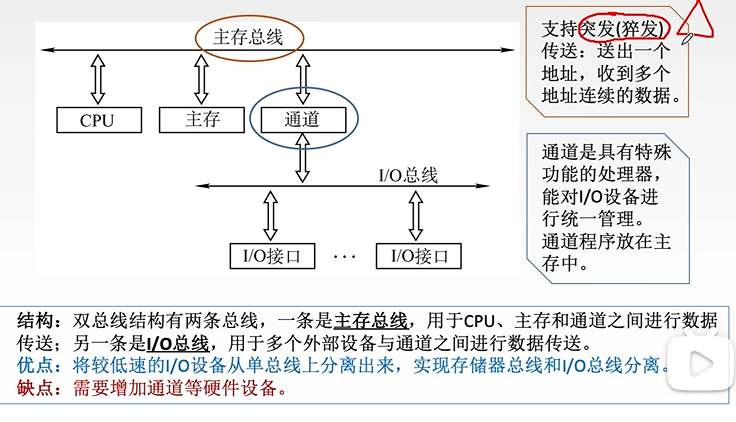 主存总线
CPU
主存
通道
I/O总线
I/O接口
···
I/O接口
支持突发(猝发)
传送：送出一个
地址，收到多个
地址连续的数据。
通道是具有特殊
功能的处理器，
能对I/O设备进
行统一管理。
通道程序放在主
存中。
结构：双总线结构有两条总线，一条是主存总线，用于CPU、主存和通道之间进行数据
传送；另一条是I/O总线，用于多个外部设备与通道之间进行数据传送。
优点：将较低速的I/O设备从单总线上分离出来，实现存储器总线和I/O总线分离。
缺点：需要增加通道等硬件设备。